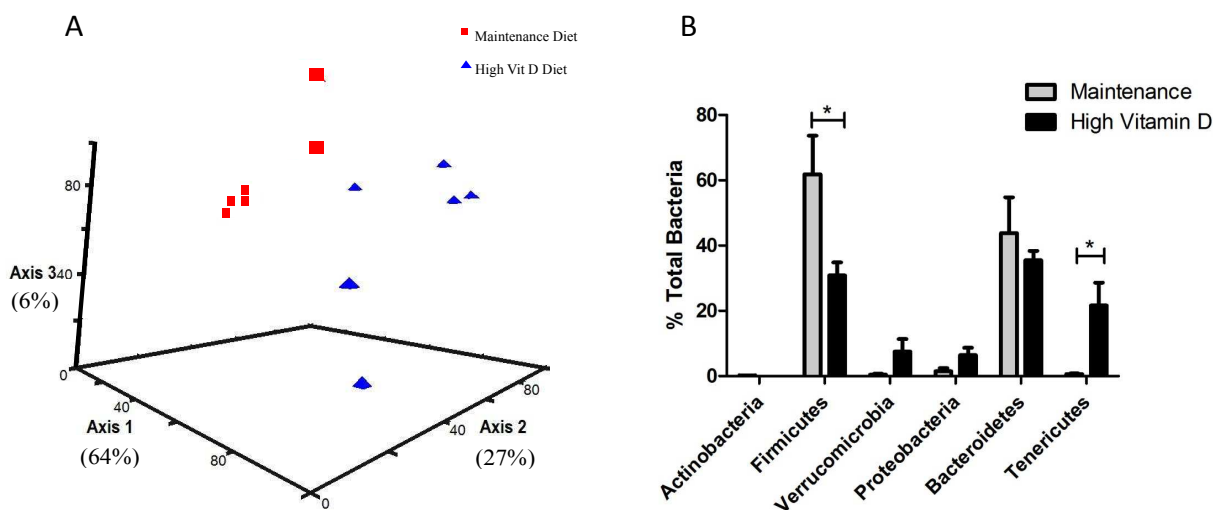 A
Maintenance Diet
High Vit D Diet
80
Axis 3
40
(6%)
0
40
Axis 1
(64%)
80
0
80
40
Axis 2
(27%)
B
Maintenance
High Vitamin D
% Total Bacteria
80
60
40
20
0
*
*
Actinobacteria
Firmicutes
Verrucomicrobia
Proteobacteria
Bacteroidetes
Tenericutes